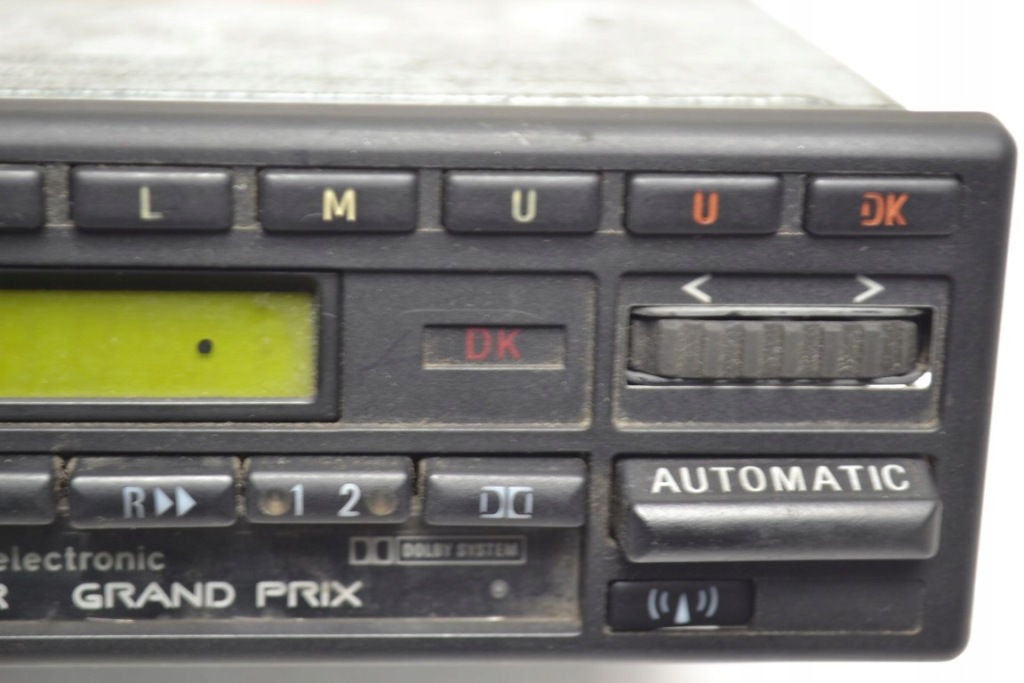 L M U U DK
< >
DK
R 1 2
AUTOMATIC
electronic
DOLBY SYSTEM
R GRAND PRIX